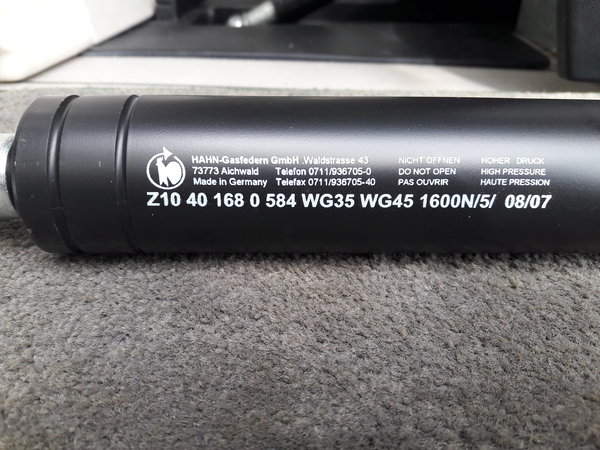 HAHN-Gasfedern GmbH .Waldstrasse 43 NICHT ÖFFNEN HOHER DRUCK
73773 Aichwald Telefon 0711/936705-0 DO NOT OPEN HIGH PRESSURE
Made in Germany Telefax 0711/936705-40 PAS OUVRIR HAUTE PRESSION
Z10 40 168 0 584 WG35 WG45 1600N/5/ 08/07